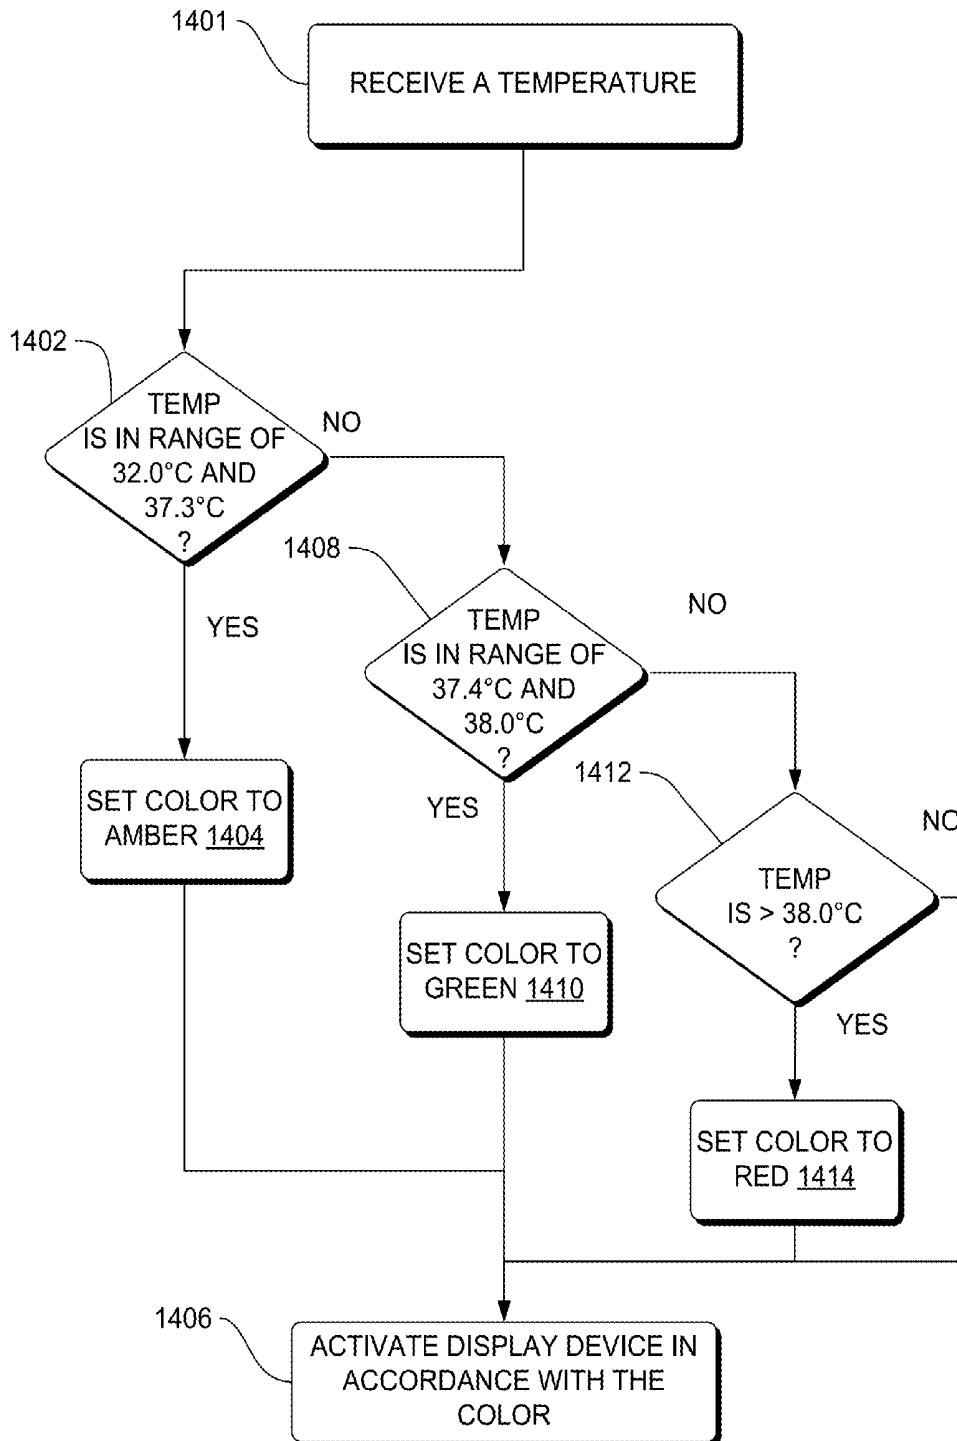 1401
RECEIVE A TEMPERATURE
1402
TEMP
IS IN RANGE OF
32.0°C AND
37.3°C
?
NO
YES
1408
TEMP
IS IN RANGE OF
37.4°C AND
38.0°C
?
NO
YES
SET COLOR TO
AMBER 1404
1412
TEMP
IS > 38.0°C
?
NO
YES
SET COLOR TO
GREEN 1410
SET COLOR TO
RED 1414
1406
ACTIVATE DISPLAY DEVICE IN
ACCORDANCE WITH THE
COLOR